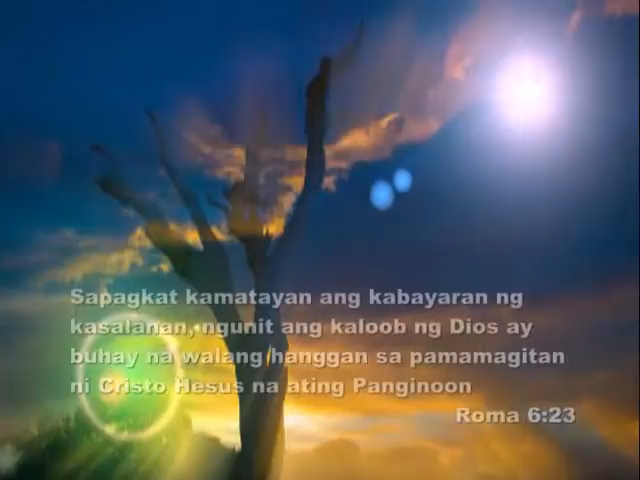 Sapagkat kamatayan ang kabayaran ng
kasalanan, ngunit ang kaloob ng Dios ay
buhay na walang hanggan sa pamamagitan
ni Cristo Hesus na ating Panginoon
Roma 6:23